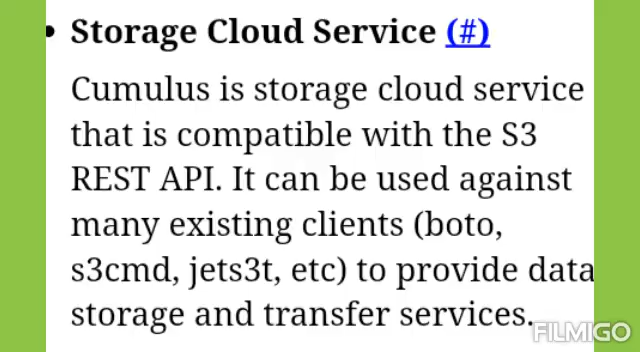 • Storage Cloud Service (#)
Cumulus is storage cloud service
that is compatible with the S3
REST API. It can be used against
many existing clients (boto,
s3cmd, jets3t, etc) to provide data
storage and transfer services.
FILMIGO